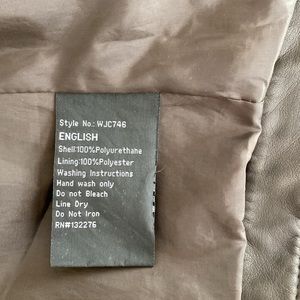 Style No.: WJC746
ENGLISH
Shell:100%Polyurethane
Lining:100%Polyester
Washing Instructions
Hand wash only
Do not Bleach
Line Dry
Do Not Iron
RN#132276